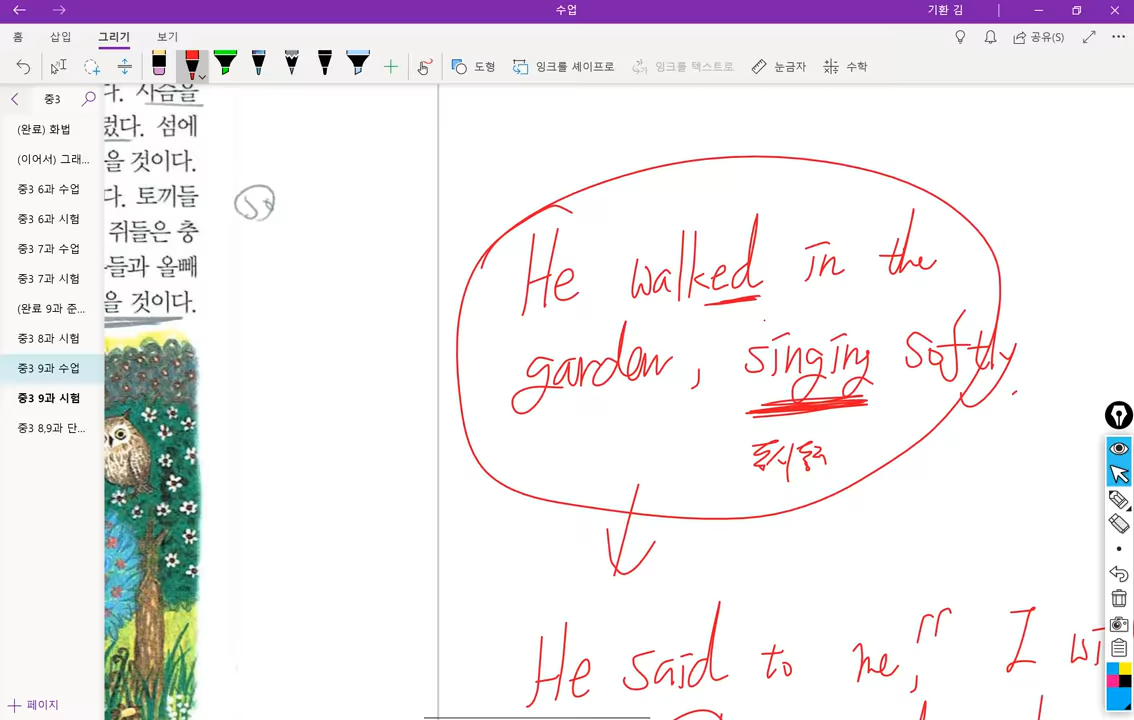 수업
기환 김
홈 삽입 그리기 보기
공유(S)
도형 잉크를 셰이프로 잉크를 텍스트로 눈금자 수학
중3
(완료) 화법
(이어서) 그래...
중3 6과 수업
중3 6과 시험
중3 7과 수업
중3 7과 시험
(완료 9과 준...
중3 8과 시험
중3 9과 수업
중3 9과 시험
중3 8,9과 단...
페이지
다. 사슴을
렀다. 섬에
을 것이다.
다. 토끼들
쥐들은 충
들과 올빼
을 것이다.
He walked in the
garden, singing softly.
동시동작
He said to me, " I wi